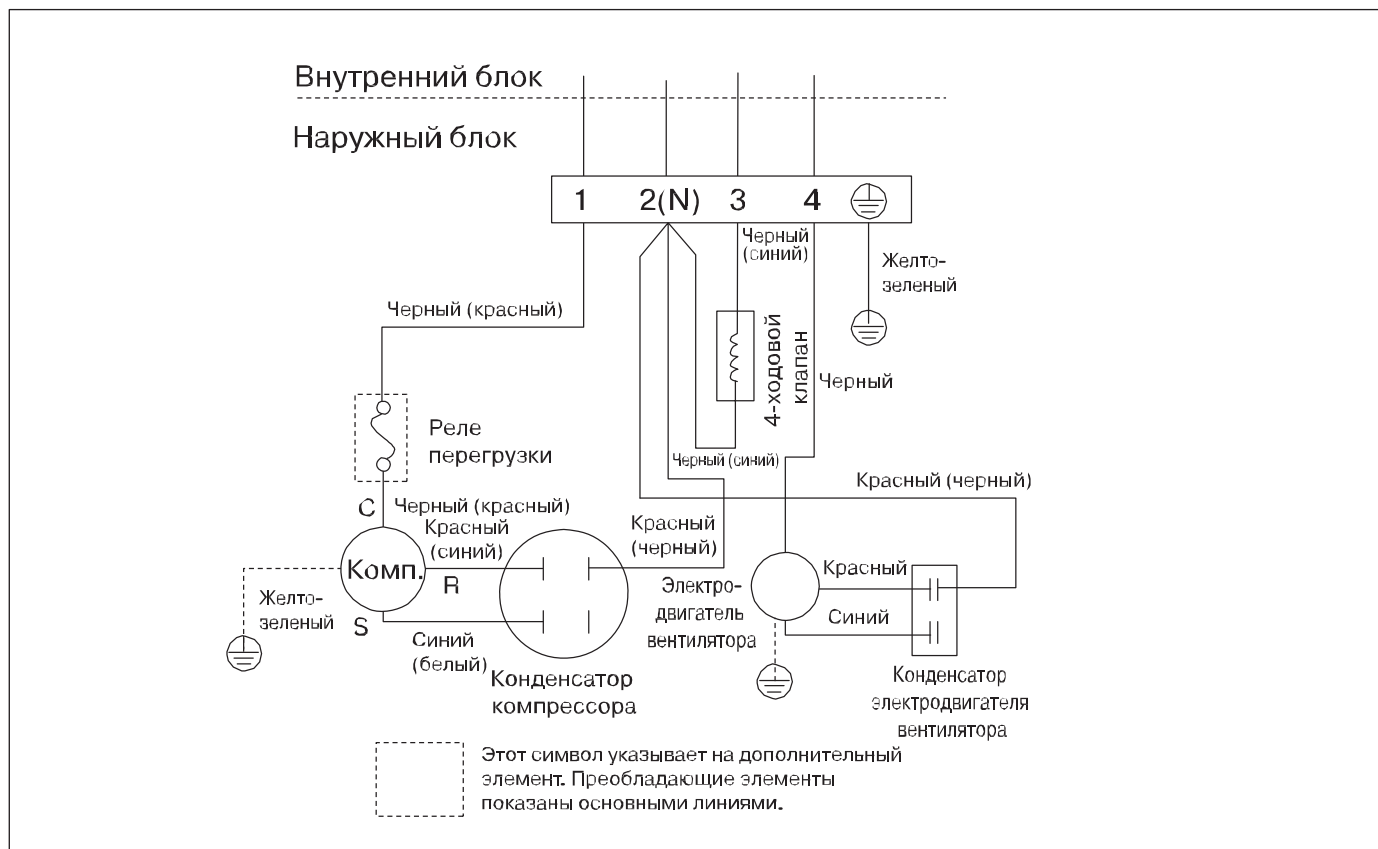 Внутренний блок
Наружный блок
1 2(N) 3 4
Черный
(синий)
Желто-
зеленый
Черный (красный)
4-ходовой
клапан
Черный
Реле
перегрузки
Черный (синий)
Красный (черный)
C
Черный (красный)
Красный
(синий)
Красный
(черный)
Комп.
R
Красный
Электро-
двигатель
вентилятора
Желто-
зеленый
S
Синий
Синий
(белый)
Конденсатор
компрессора
Конденсатор
электродвигателя
вентилятора
Этот символ указывает на дополнительный
элемент. Преобладающие элементы
показаны основными линиями.